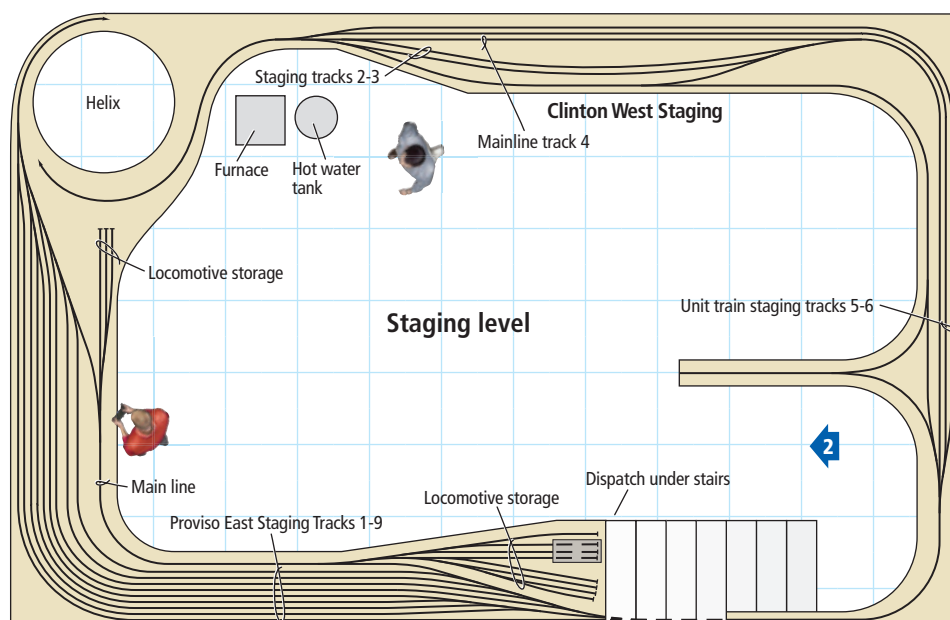 Staging tracks 2-3
Helix
Clinton West Staging
Mainline track 4
Furnace
Hot water
tank
Locomotive storage
Unit train staging tracks 5-6
Staging level
2
Main line
Dispatch under stairs
Locomotive storage
Proviso East Staging Tracks 1-9